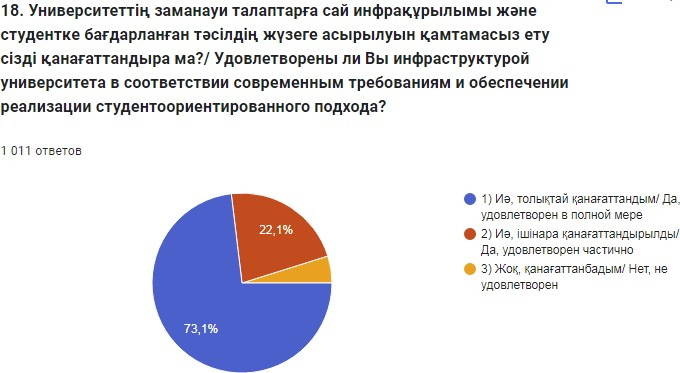 18. Университеттің заманауи талаптарға сай инфрақұрылымы және
студентке бағдарланған тәсілдің жүзеге асырылуын қамтамасыз ету
сізді қанағаттандыра ма?/ Удовлетворены ли Вы инфраструктурой
университета в соответствии современным требованиям и обеспечении
реализации студентоориентированного подхода?
1 011 ответов
22,1%
73,1%
1) Иә, толықтай қанағаттандым/ Да,
удовлетворен в полной мере
2) Иә, ішінара қанағаттандырылды/
Да, удовлетворен частично
3) Жоқ, қанағаттанбадым/ Нет, не
удовлетворен